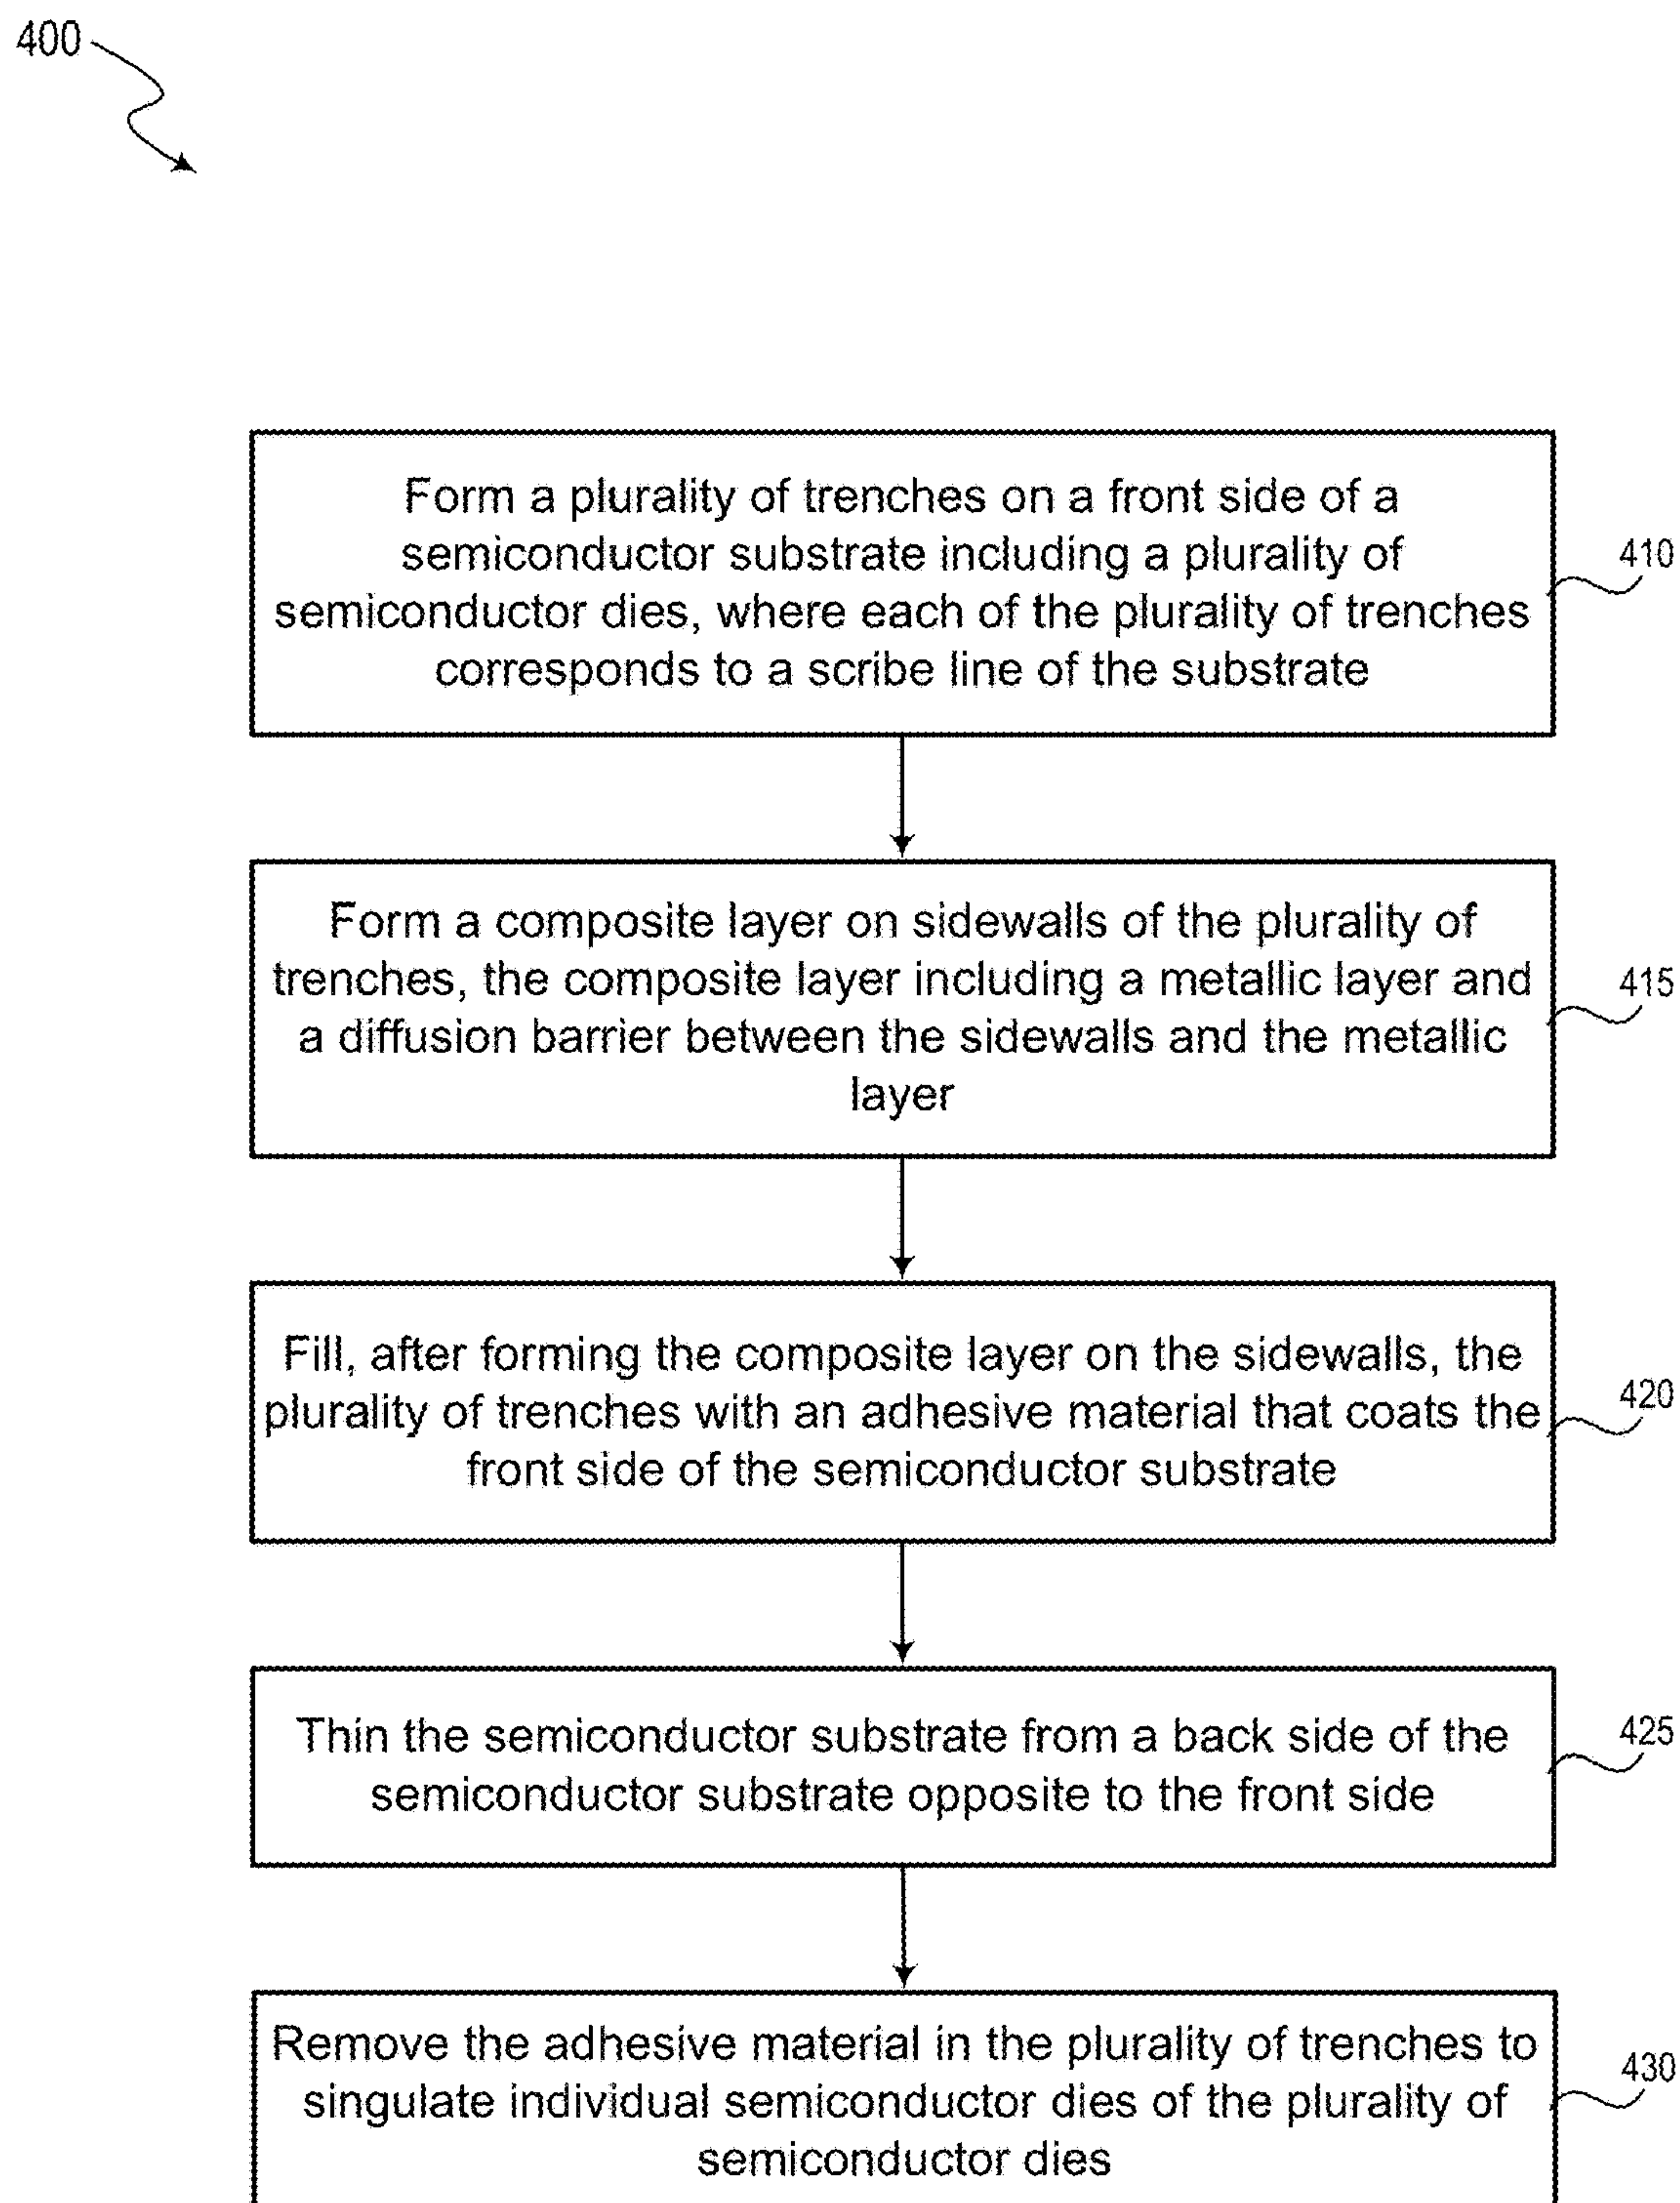 400
Form a plurality of trenches on a front side of a
semiconductor substrate including a plurality of
semiconductor dies, where each of the plurality of trenches
corresponds to a scribe line of the substrate
410
Form a composite layer on sidewalls of the plurality of
trenches, the composite layer including a metallic layer and
a diffusion barrier between the sidewalls and the metallic
layer
415
Fill, after forming the composite layer on the sidewalls, the
plurality of trenches with an adhesive material that coats the
front side of the semiconductor substrate
420
Thin the semiconductor substrate from a back side of the
semiconductor substrate opposite to the front side
425
Remove the adhesive material in the plurality of trenches to
singulate individual semiconductor dies of the plurality of
semiconductor dies
430